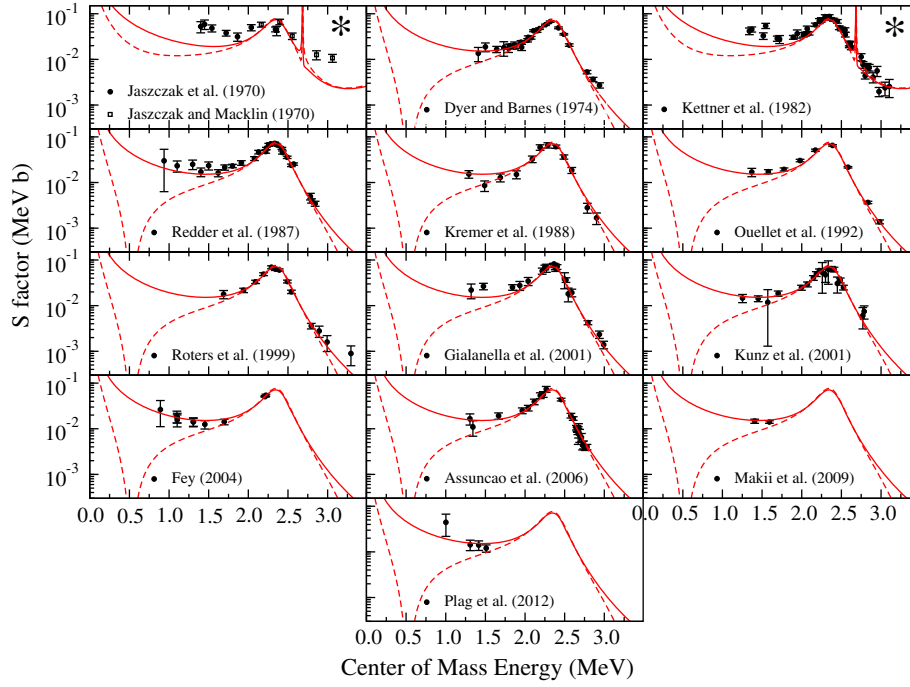 10⁻¹
10⁻²
10⁻³
Jaszczak et al. (1970)
Jaszczak and Macklin (1970)
*
Dyer and Barnes (1974)
Kettner et al. (1982)
*
10⁻¹
10⁻²
10⁻³
Redder et al. (1987)
Kremer et al. (1988)
Ouellet et al. (1992)
S factor (MeV b)
10⁻¹
10⁻²
10⁻³
Roters et al. (1999)
Gialanella et al. (2001)
Kunz et al. (2001)
10⁻¹
10⁻²
10⁻³
Fey (2004)
Assuncao et al. (2006)
Makii et al. (2009)
0.0 0.5 1.0 1.5 2.0 2.5 3.0
0.0 0.5 1.0 1.5 2.0 2.5 3.0
Plag et al. (2012)
0.0 0.5 1.0 1.5 2.0 2.5 3.0
Center of Mass Energy (MeV)